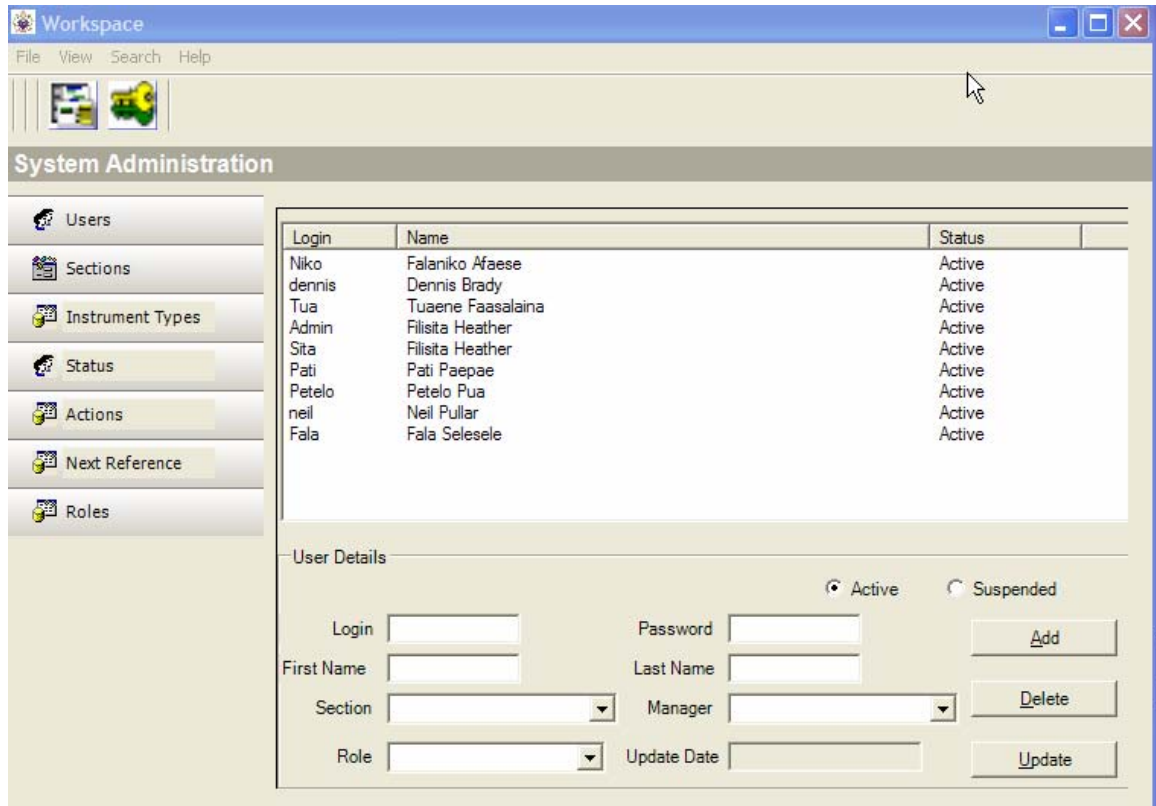 Workspace
File View Search Help
System Administration
Users
Sections
Instrument Types
Status
Actions
Next Reference
Roles
Login Name Status
Niko Falaniko Afaese Active
dennis Dennis Brady Active
Tua Tuaene Faasalaina Active
Admin Filisita Heather Active
Sita Filisita Heather Active
Pati Pati Paepae Active
Petelo Petelo Pua Active
neil Neil Pullar Active
Fala Fala Selesele Active
User Details
Active Suspended
Login Password Add
First Name Last Name
Section Manager Delete
Role Update Date Update